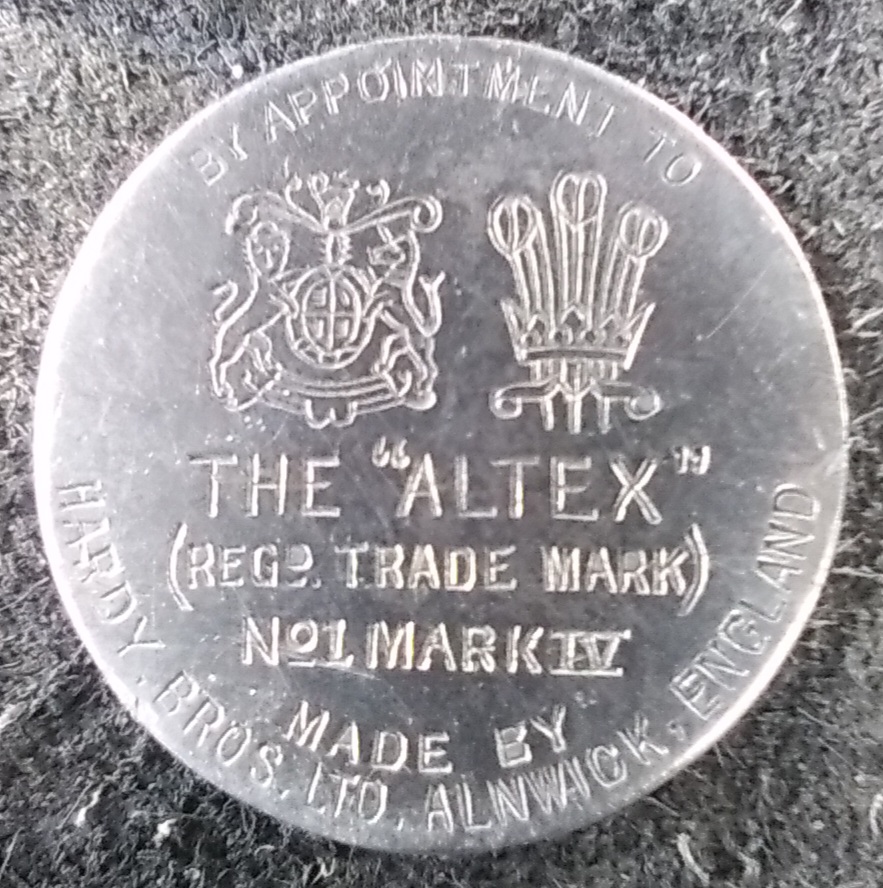 BY APPOINTMENT TO
THE "ALTEX"
(REGD. TRADE MARK)
No1 MARK IV
MADE BY
HARDY. BROS. LTD. ALNWICK, ENGLAND